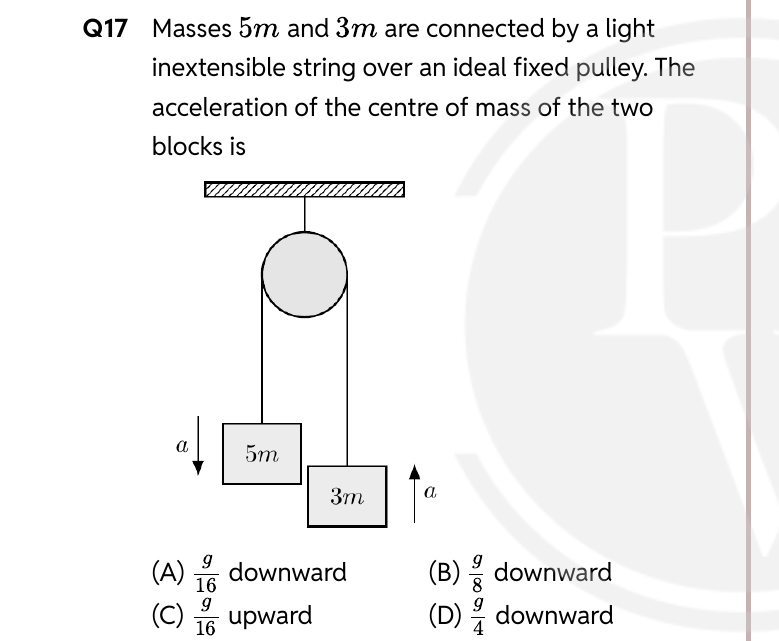 Q17 Masses 5m and 3m are connected by a light
inextensible string over an ideal fixed pulley. The
acceleration of the centre of mass of the two
blocks is
a
5m
3m
a
(A) g/16 downward (B) g/8 downward
(C) g/16 upward (D) g/4 downward